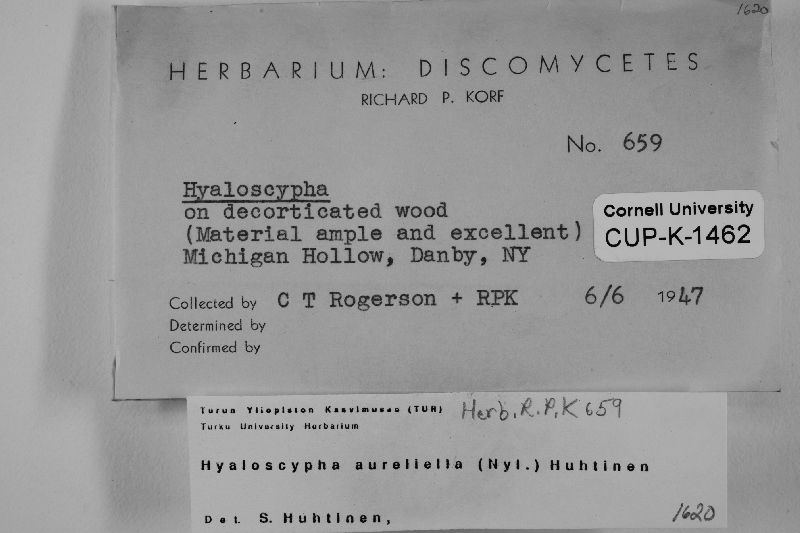 1620
HERBARIUM: DISCOMYCETES
RICHARD P. KORF
No. 659
Hyaloscypha
on decorticated wood
(Material ample and excellent)
Michigan Hollow, Danby, NY
Cornell University
CUP-K-1462
Collected by C T Rogerson + RPK 6/6 1947
Determined by
Confirmed by
Turun Yliopiston Kasvimuseo (TUR) Herb. R.P.K 659
Turku University Herbarium
Hyaloscypha aureliella (Nyl.) Huhtinen
Det. S. Huhtinen, 1620